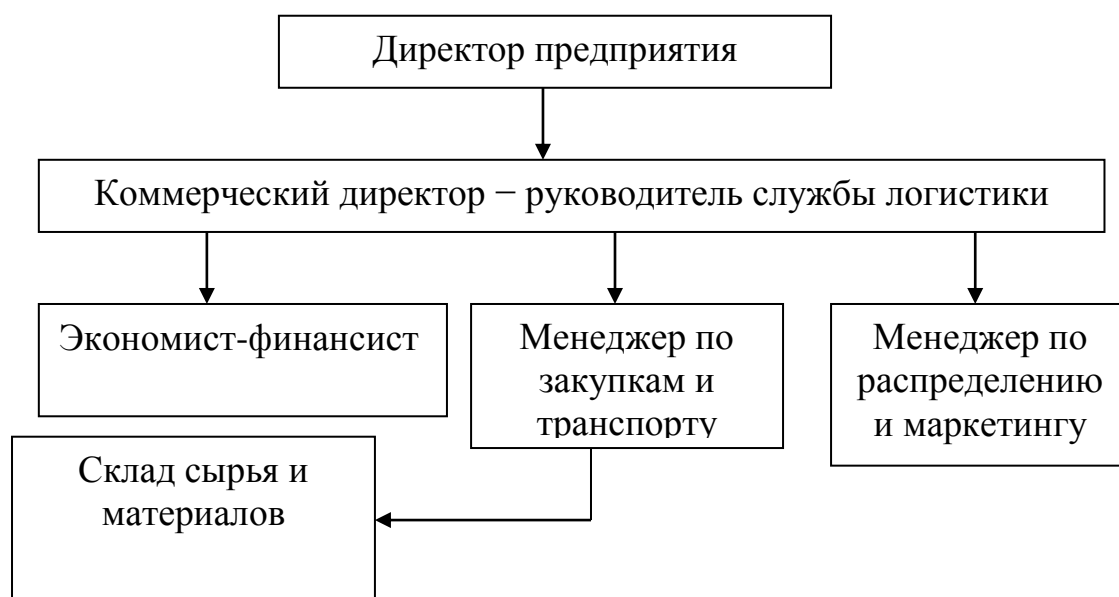 Директор предприятия
Коммерческий директор − руководитель службы логистики
Экономист-финансист
Менеджер по
закупкам и
транспорту
Менеджер по
распределению
и маркетингу
Склад сырья и
материалов